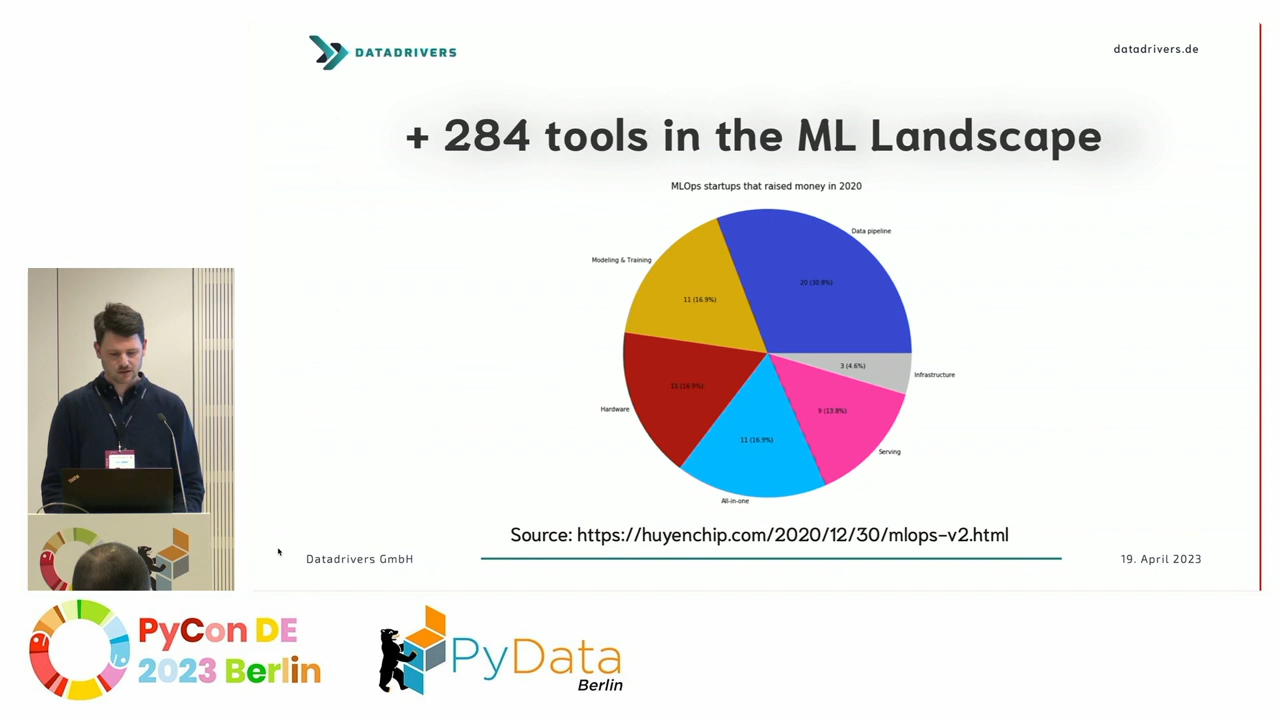 DATADRIVERS
datadrivers.de
+ 284 tools in the ML Landscape
MLOps startups that raised money in 2020
Data pipeline
20 (30.8%)
Modeling & Training
11 (16.9%)
3 (4.6%)
Infrastructure
11 (16.9%)
Hardware
9 (13.8%)
11 (16.9%)
Serving
All-in-one
Source: https://huyenchip.com/2020/12/30/mlops-v2.html
Datadrivers GmbH
19. April 2023
PyCon DE
2023 Berlin
PyData
Berlin